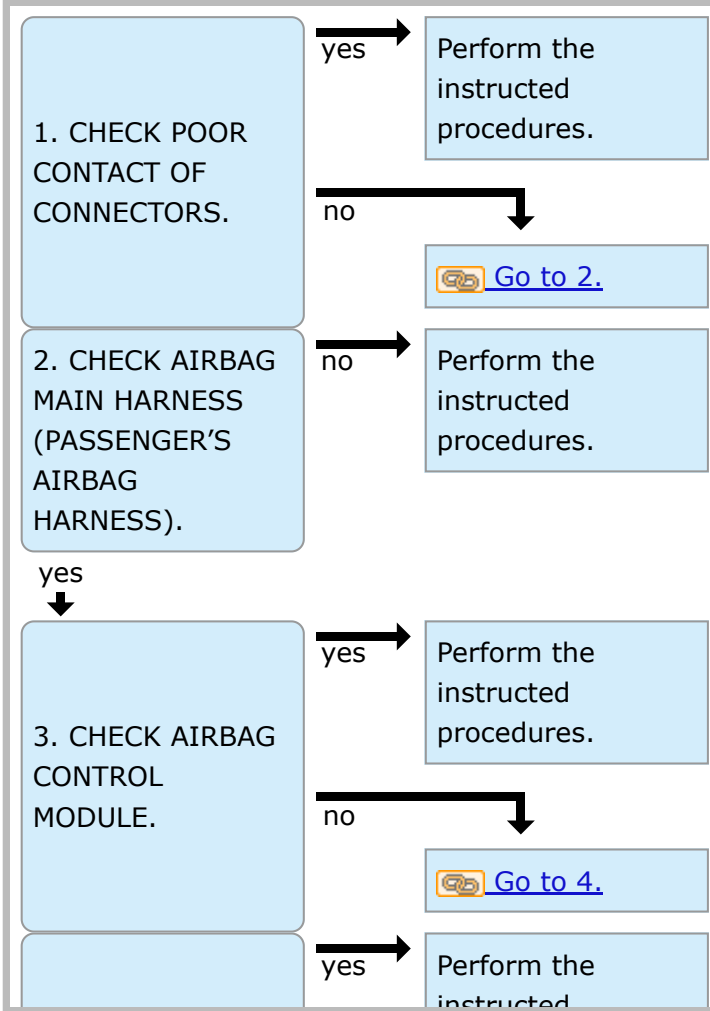 1. CHECK POOR
CONTACT OF
CONNECTORS.
yes
Perform the
instructed
procedures.
no
Go to 2.
2. CHECK AIRBAG
MAIN HARNESS
(PASSENGER’S
AIRBAG
HARNESS).
no
Perform the
instructed
procedures.
yes
3. CHECK AIRBAG
CONTROL
MODULE.
yes
Perform the
instructed
procedures.
no
Go to 4.
yes
Perform the
instructed